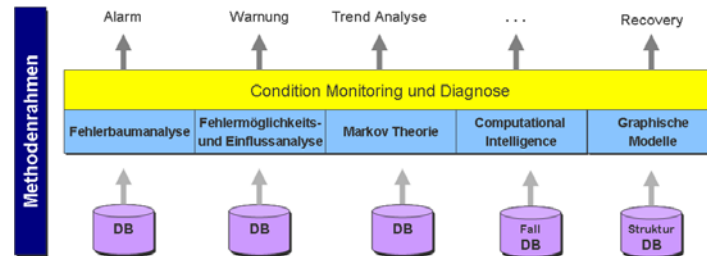 Methodenrahmen
Alarm
Warnung
Trend Analyse
. . .
Recovery
Condition Monitoring und Diagnose
Fehlerbaumanalyse
Fehlermöglichkeits-
und Einflussanalyse
Markov Theorie
Computational
Intelligence
Graphische
Modelle
DB
DB
DB
Fall
DB
Struktur
DB